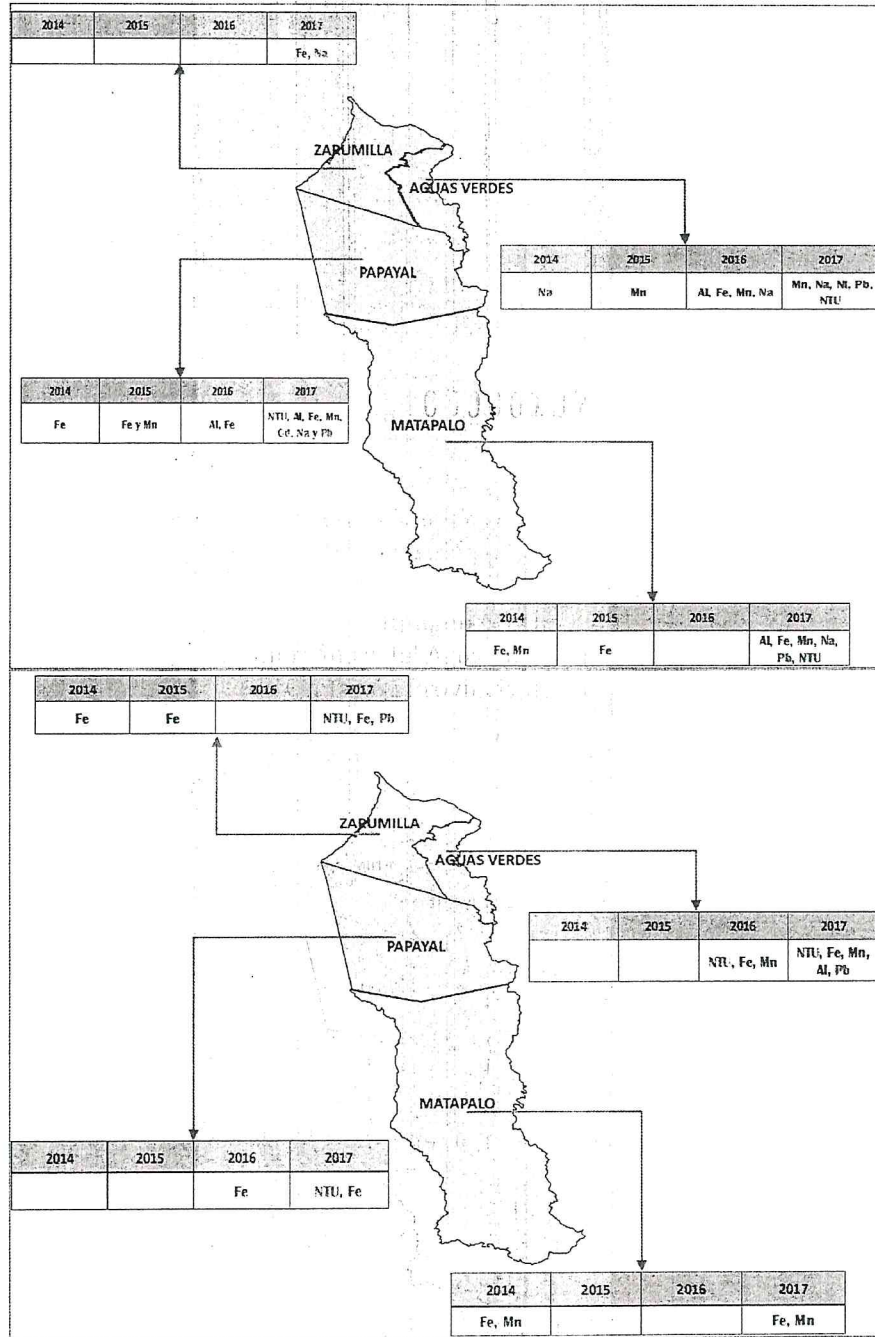 2014 2015 2016 2017
Fe, Na
ZARUMILLA
AGUAS VERDES
2014 2015 2016 2017
Na Mn Al, Fe, Mn, Na Mn, Na, Ni, Pb,
NTU
PAPAYAL
2014 2015 2016 2017
Fe Fe y Mn Al, Fe NTU, Al, Fe, Mn,
Cd, Na y Pb
MATAPALO
2014 2015 2016 2017
Fe, Mn Fe Al, Fe, Mn, Na,
Pb, NTU
2014 2015 2016 2017
Fe Fe NTU, Fe, Pb
ZARUMILLA
AGUAS VERDES
2014 2015 2016 2017
NTU, Fe, Mn NTU, Fe, Mn,
Al, Pb
PAPAYAL
MATAPALO
2014 2015 2016 2017
Fe NTU, Fe
2014 2015 2016 2017
Fe, Mn Fe, Mn